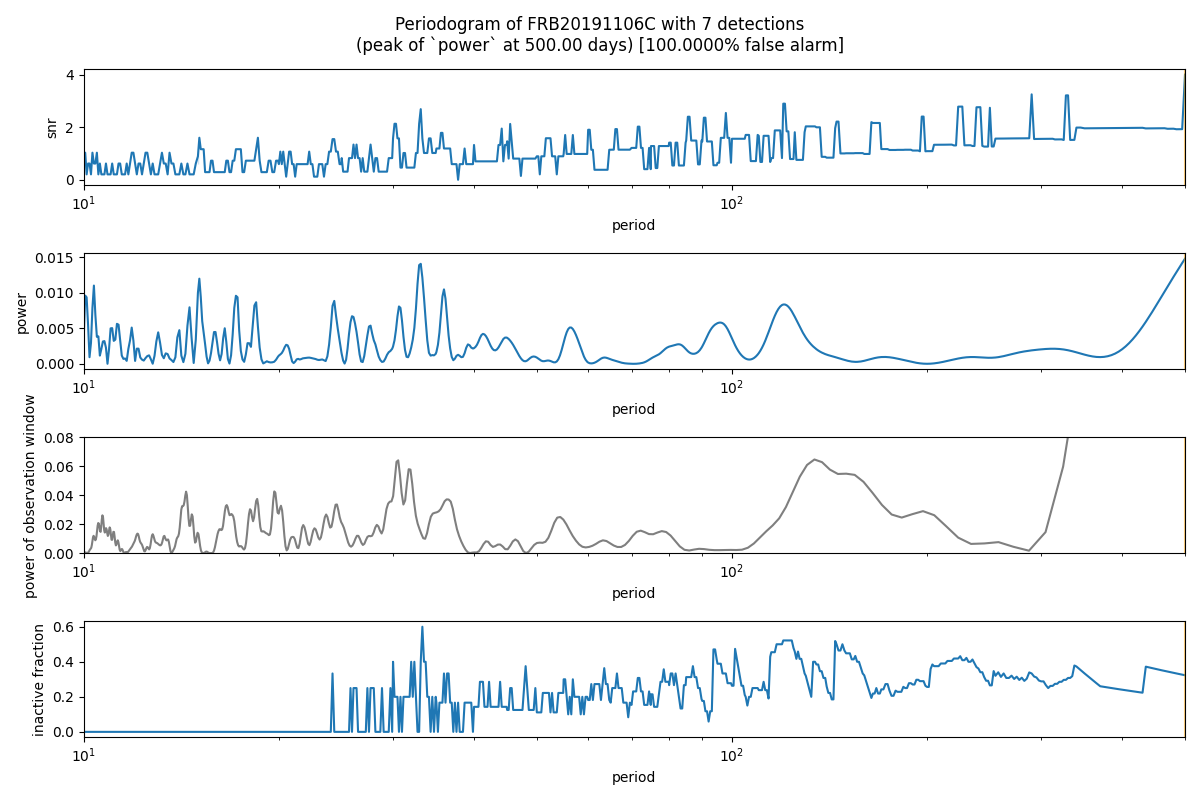 Periodogram of FRB20191106C with 7 detections
(peak of `power` at 500.00 days) [100.0000% false alarm]
snr
4
2
0
10¹
10²
period
power
0.015
0.010
0.005
0.000
10¹
10²
period
power of observation window
0.08
0.06
0.04
0.02
0.00
10¹
10²
period
inactive fraction
0.6
0.4
0.2
0.0
10¹
10²
period